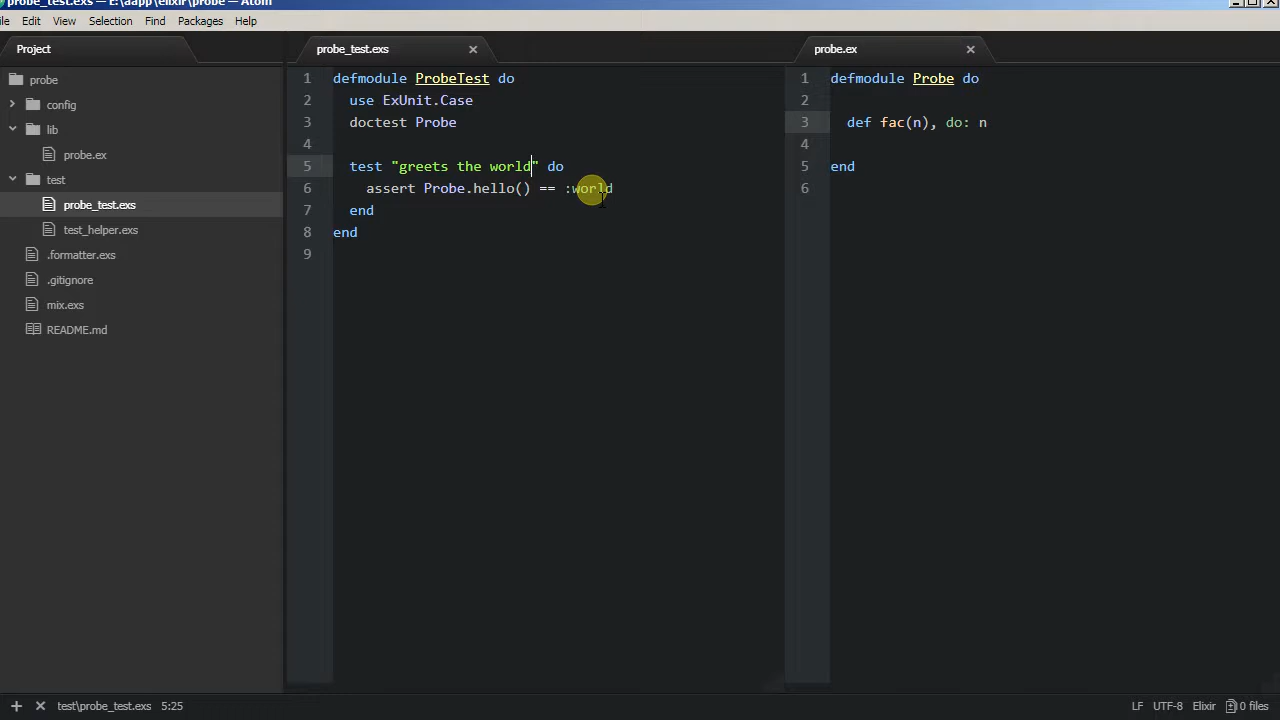 probe_test.exs — E:\aapp\elixir\probe — Atom
ile Edit View Selection Find Packages Help
Project
probe
config
lib
probe.ex
test
probe_test.exs
test_helper.exs
.formatter.exs
.gitignore
mix.exs
README.md
probe_test.exs
1 defmodule ProbeTest do
2 use ExUnit.Case
3 doctest Probe
4
5 test "greets the world" do
6 assert Probe.hello() == :world
7 end
8 end
9
probe.ex
1 defmodule Probe do
2
3 def fac(n), do: n
4
5 end
6
test\probe_test.exs 5:25
LF UTF-8 Elixir 0 files